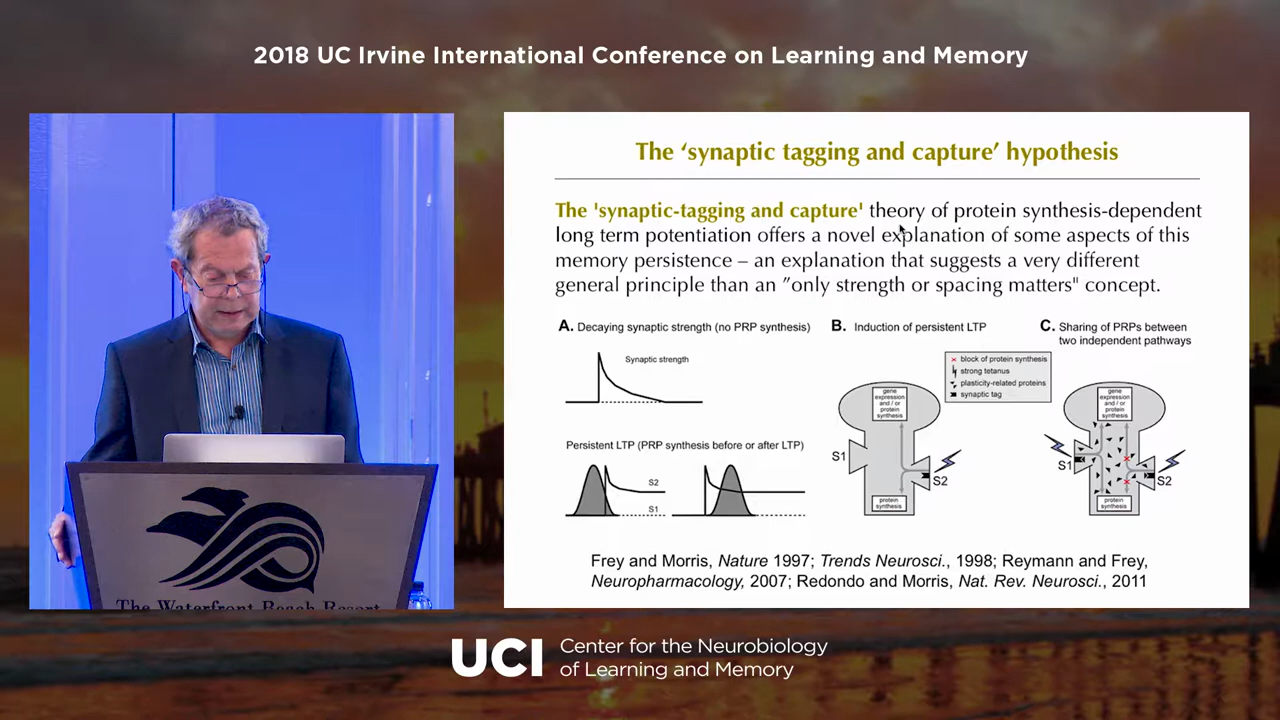 2018 UC Irvine International Conference on Learning and Memory
The Waterfront Beach Resort
The ‘synaptic tagging and capture’ hypothesis
The 'synaptic-tagging and capture' theory of protein synthesis-dependent
long term potentiation offers a novel explanation of some aspects of this
memory persistence – an explanation that suggests a very different
general principle than an ”only strength or spacing matters" concept.
A. Decaying synaptic strength (no PRP synthesis)
Synaptic strength
Persistent LTP (PRP synthesis before or after LTP)
S2
S1
B. Induction of persistent LTP
block of protein synthesis
strong tetanus
plasticity-related proteins
synaptic tag
gene
expression
and / or
protein
synthesis
S1
S2
protein
synthesis
C. Sharing of PRPs between
two independent pathways
gene
expression
and / or
protein
synthesis
S1
S2
protein
synthesis
Frey and Morris, Nature 1997; Trends Neurosci., 1998; Reymann and Frey,
Neuropharmacology, 2007; Redondo and Morris, Nat. Rev. Neurosci., 2011
UCI
Center for the Neurobiology
of Learning and Memory